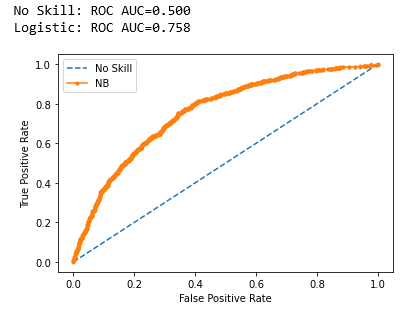 No Skill: ROC AUC=0.500
Logistic: ROC AUC=0.758
No Skill
NB
1.0
0.8
0.6
0.4
0.2
0.0
True Positive Rate
0.0 0.2 0.4 0.6 0.8 1.0
False Positive Rate